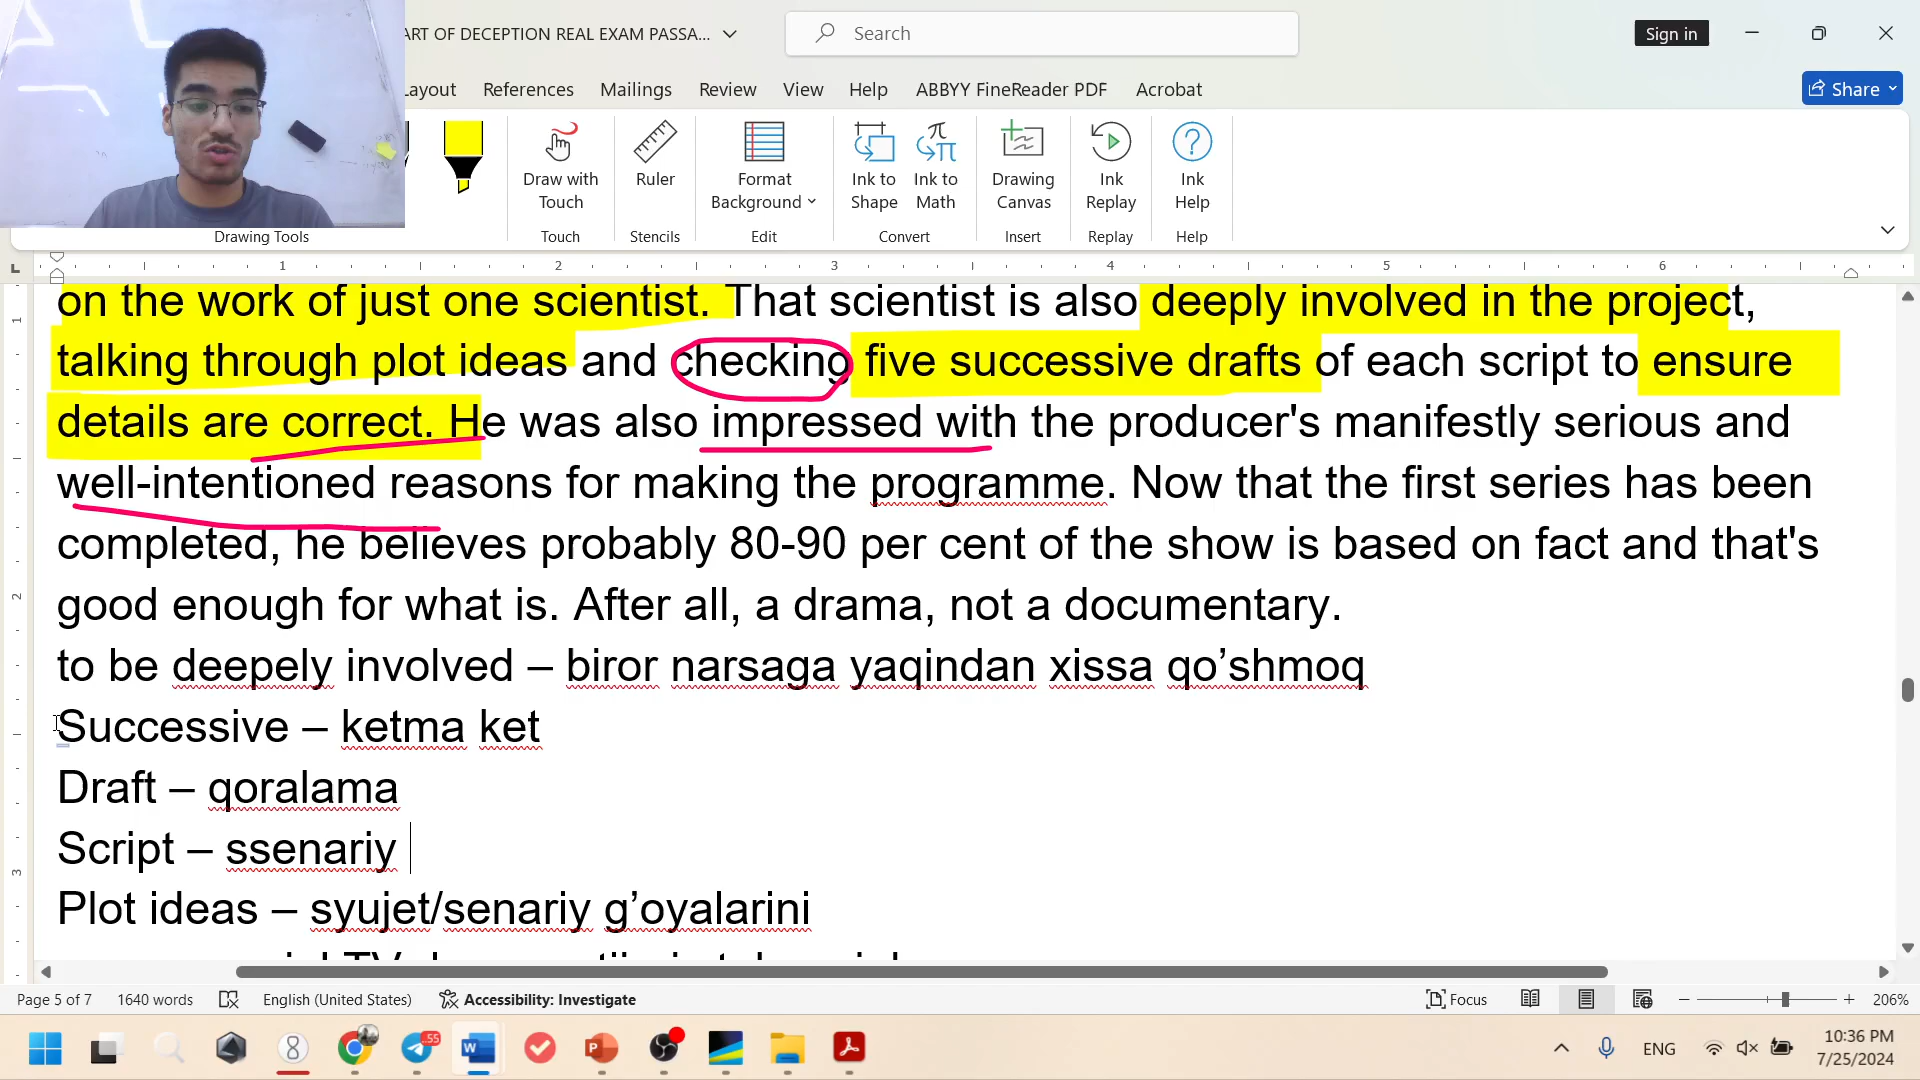 ART OF DECEPTION REAL EXAM PASSA...
Search
Sign in
Layout
References
Mailings
Review
View
Help
ABBYY FineReader PDF
Acrobat
Share
Draw with Touch
Ruler
Format Background
Ink to Shape
Ink to Math
Drawing Canvas
Ink Replay
Ink Help
Drawing Tools
Touch
Stencils
Edit
Convert
Insert
Replay
Help
1 2 3 4 5 6
on the work of just one scientist. That scientist is also deeply involved in the project,
talking through plot ideas and checking five successive drafts of each script to ensure
details are correct. He was also impressed with the producer's manifestly serious and
well-intentioned reasons for making the programme. Now that the first series has been
completed, he believes probably 80-90 per cent of the show is based on fact and that's
good enough for what is. After all, a drama, not a documentary.
to be deepely involved – biror narsaga yaqindan xissa qo’shmoq
Successive – ketma ket
Draft – qoralama
Script – ssenariy
Plot ideas – syujet/senariy g’oyalarini
Page 5 of 7
1640 words
English (United States)
Accessibility: Investigate
Focus
206%
55
ENG
10:36 PM
7/25/2024